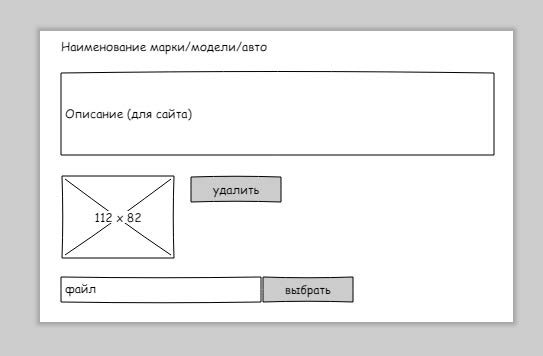 Наименование марки/модели/авто
Описание (для сайта)
удалить
112 x 82
файл
выбрать